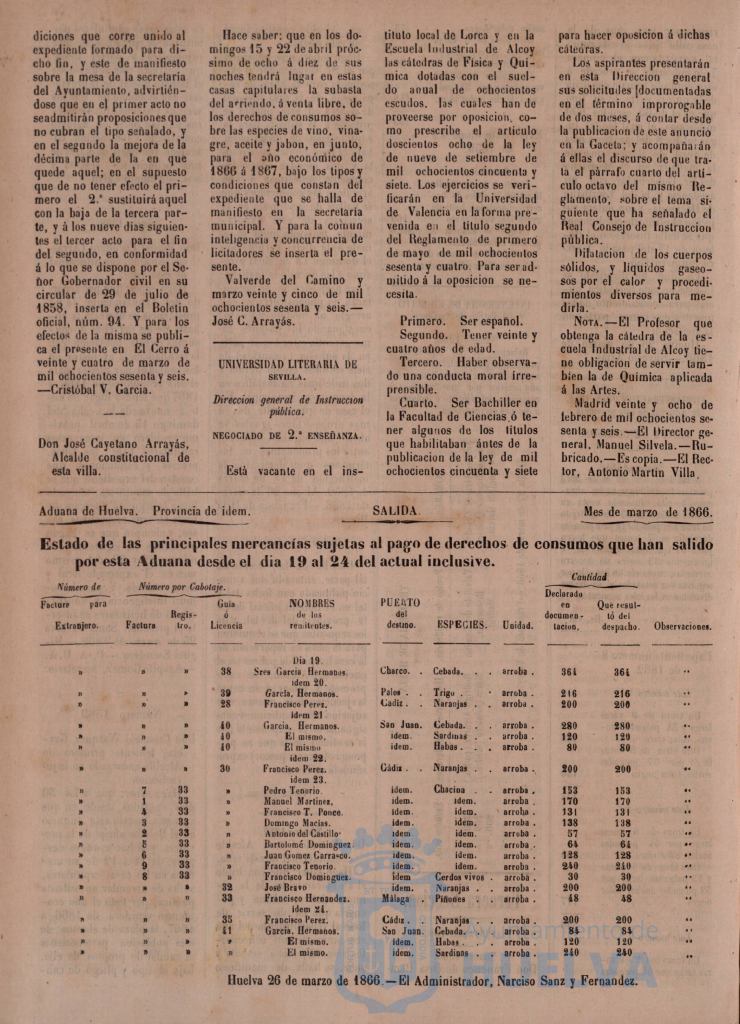 diciones que corre unido al
expediente formado para di-
cho fin, y este de manifiesto
sobre la mesa de la secretaría
del Ayuntamiento, advirtién-
dose que en el primer acto no
seadmitirán proposiciones que
no cubran el tipo señalado, y
en el segundo la mejora de la
décima parte de la en que
quede aquel; en el supuesto
que de no tener efecto el pri-
mero el 2.º sustituirá aquel
con la baja de la tercera par-
te, y á los nueve dias siguien-
tes el tercer acto para el fin
del segundo, en conformidad
á lo que se dispone por el Se-
ñor Gobernador civil en su
circular de 29 de julio de
1858, inserta en el Boletin
oficial, núm. 94. Y para los
efectos de la misma se publi-
ca el presente en El Cerro á
veinte y cuatro de marzo de
mil ochocientos sesenta y seis.
—Cristóbal V. Garcia.
Don José Cayetano Arrayás,
Alcalde constitucional de
esta villa.
Hace saber: que en los do-
mingos 15 y 22 de abril próc-
simo de ocho á diez de sus
noches tendrá lugar en estas
casas capitulares la subasta
del arriendo, á venta libre, de
los derechos de consumos so-
bre las especies de vino, vina-
gre, aceite y jabon, en junto,
para el año económico de
1866 á 1867, bajo los tipos y
condiciones que constan del
expediente que se halla de
manifiesto en la secretaría
municipal. Y para la comun
inteligencia y concurrencia de
licitadores se inserta el pre-
sente.
Valverde del Camino y
marzo veinte y cinco de mil
ochocientos sesenta y seis.—
José C. Arrayás.
UNIVERSIDAD LITERARIA DE
SEVILLA.
Direccion general de Instruccion
pública.
NEGOCIADO DE 2.ª ENSEÑANZA.
Está vacante en el ins-
tituto local de Lorca y en la
Escuela Industrial de Alcoy
las cátedras de Física y Quí-
mica dotadas con el suel-
do anual de ochocientos
escudos, las cuales han de
proveerse por oposicion, co-
mo prescribe el articulo
doscientos ocho de la ley
de nueve de setiembre de
mil ochocientos cincuenta y
siete. Los ejercicios se veri-
ficarán en la Universidad
de Valencia en la forma pre-
venida en el título segundo
del Reglamento de primero
de mayo de mil ochocientos
sesenta y cuatro. Para ser ad-
mitido á la oposicion se ne-
cesita.
Primero. Ser español.
Segundo. Tener veinte y
cuatro años de edad.
Tercero. Haber observa-
do una conducta moral irre-
prensible.
Cuarto. Ser Bachiller en
la Facultad de Ciencias ó te-
ner algunos de los títulos
que habilitaban ántes de la
publicacion de la ley de mil
ochocientos cincuenta y siete
para hacer oposicion á dichas
cátedras.
Los aspirantes presentarán
en esta Direccion general
sus solicitudes documentadas
en el término improrogable
de dos meses, á contar desde
la publicacion de este anuncio
en la Gaceta; y acompañarán
á ellas el discurso de que tra-
ta el párrafo cuarto del artí-
culo octavo del mismo Re-
glamento, sobre el tema si-
guiente que ha señalado el
Real Consejo de Instruccion
pública.
Dilatacion de los cuerpos
sólidos, y líquidos gaseo-
sos por el calor y procedi-
mientos diversos para me-
dirla.
NOTA.—El Profesor que
obtenga la cátedra de la es-
cuela Industrial de Alcoy tie-
ne obligacion de servir tam-
bien la de Química aplicada
á las Artes.
Madrid veinte y ocho de
febrero de mil ochocientos se-
senta y seis.—El Director ge-
neral, Manuel Silvela.—Ru-
bricado.—Es copia.—El Rec-
tor, Antonio Martin Villa.
Aduana de Huelva. Provincia de idem. SALIDA. Mes de marzo de 1866.
Estado de las principales mercancías sujetas al pago de derechos de consumos que han salido
por esta Aduana desde el dia 19 al 24 del actual inclusive.
Número de Número por Cabotaje. Cantidad
Factura para Extranjero. Factura Regis-tro. Guia ó Licencia NOMBRES de los remitentes. PUERTO del destino. ESPECIES. Unidad. Declarado en documen-tacion. Que resul-tó del despacho. Observaciones.
Dia 19.
» » » 38 Sres Garcia, Hermanos. Charco. . Cebada. . . arroba . 364 364 "
idem 20.
» » » 39 Garcia, Hermanos. Palos . . Trigo . . arroba . 216 216 "
» » » 28 Francisco Perez. Cadiz . . Naranjas . . arroba . 200 200 "
idem 21.
» » » 40 Garcia, Hermanos. San Juan. Cebada. . . arroba . 280 280 "
» » » 40 El mismo. idem. Sardinas . . arroba . 120 120 "
» » » 40 El mismo idem. Habas . . . arroba . 80 80 "
idem 22.
» » » 30 Francisco Perez. Cádiz . . Naranjas . . arroba . 200 200 "
idem 23.
» 7 33 » Pedro Tenorio. idem. Chacina . . arroba . 153 153 "
» 1 33 » Manuel Martinez, idem. idem. arroba . 170 170 "
» 4 33 » Francisco T. Ponce. idem. idem. arroba . 131 131 "
» 3 33 » Domingo Macias. idem. idem. arroba . 138 138 "
» 2 33 » Antonio del Castillo idem. idem. arroba . 57 57 "
» 5 33 » Bartolomé Dominguez. idem. idem. arroba . 64 64 "
» 6 33 » Juan Gomez Carrasco. idem. idem. arroba . 128 128 "
» 9 33 » Francisco Tenorio. idem. idem. arroba . 240 240 "
» 8 33 » Francisco Dominguez. idem. Cerdos vivos . arroba . 30 30 "
» » » 32 José Bravo idem. Naranjas . . arroba . 200 200 "
» » » 33 Francisco Hernandez. Málaga . Piñones . . arroba . 48 48 "
idem 24.
» » » 35 Francisco Perez. Cádiz . . Naranjas . . arroba . 200 200 "
» » » 41 Garcia, Hermanos. San Juan. Cebada. . . arroba . 84 84 "
» » » » El mismo. idem. Habas . . . arroba . 120 120 "
» » » » El mismo. idem. Sardinas . . arroba . 240 240 "
Huelva 26 de marzo de 1866.—El Administrador, Narciso Sanz y Fernandez.
Ayuntamiento de
HUELVA